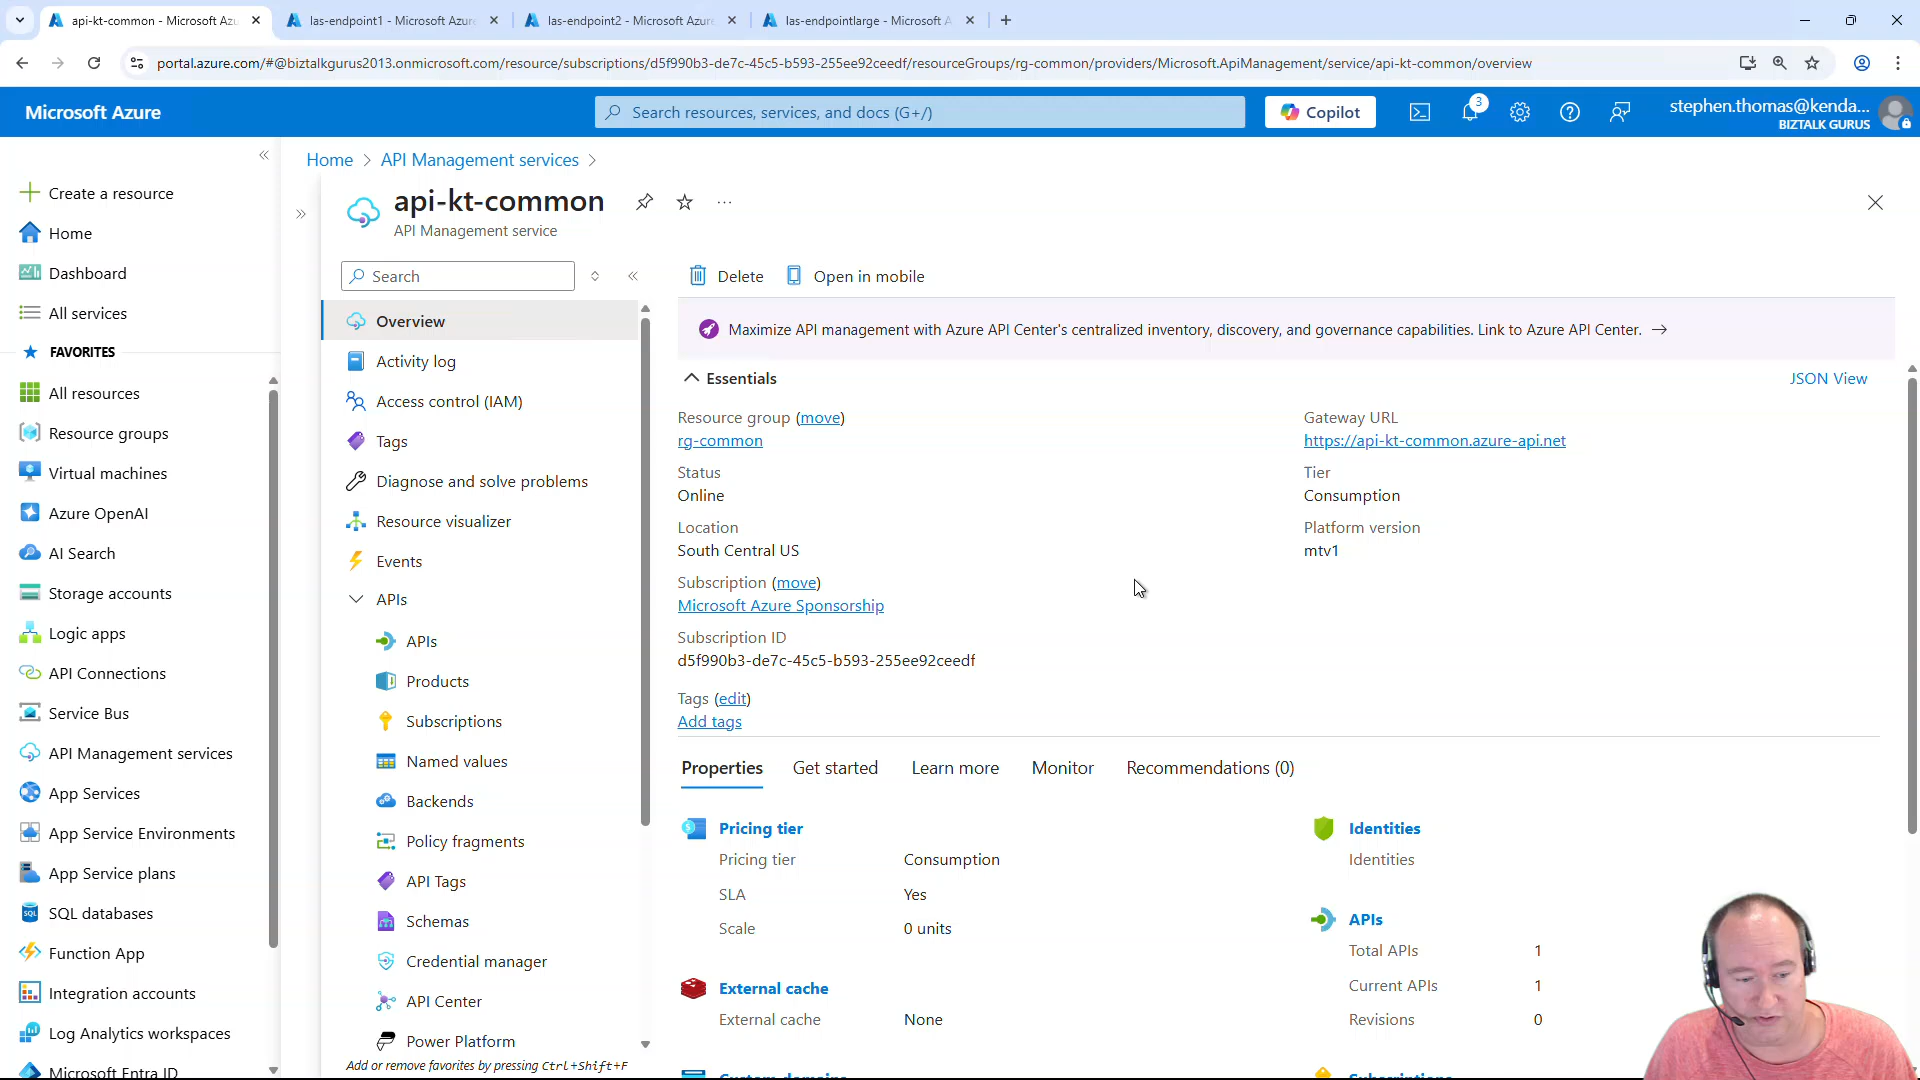 api-kt-common - Microsoft Azu
las-endpoint1 - Microsoft Azure
las-endpoint2 - Microsoft Azure
las-endpointlarge - Microsoft A
portal.azure.com/#@biztalkgurus2013.onmicrosoft.com/resource/subscriptions/d5f990b3-de7c-45c5-b593-255ee92ceedf/resourceGroups/rg-common/providers/Microsoft.ApiManagement/service/api-kt-common/overview
Microsoft Azure
Search resources, services, and docs (G+/)
Copilot
3
stephen.thomas@kenda...
BIZTALK GURUS
Create a resource
Home
Dashboard
All services
FAVORITES
All resources
Resource groups
Virtual machines
Azure OpenAI
AI Search
Storage accounts
Logic apps
API Connections
Service Bus
API Management services
App Services
App Service Environments
App Service plans
SQL databases
Function App
Integration accounts
Log Analytics workspaces
Microsoft Entra ID
Home > API Management services >
api-kt-common
API Management service
Search
Overview
Activity log
Access control (IAM)
Tags
Diagnose and solve problems
Resource visualizer
Events
APIs
APIs
Products
Subscriptions
Named values
Backends
Policy fragments
API Tags
Schemas
Credential manager
API Center
Power Platform
Add or remove favorites by pressing Ctrl+Shift+F
Delete
Open in mobile
Maximize API management with Azure API Center's centralized inventory, discovery, and governance capabilities. Link to Azure API Center.
Essentials
JSON View
Resource group (move)
rg-common
Status
Online
Location
South Central US
Subscription (move)
Microsoft Azure Sponsorship
Subscription ID
d5f990b3-de7c-45c5-b593-255ee92ceedf
Tags (edit)
Add tags
Gateway URL
https://api-kt-common.azure-api.net
Tier
Consumption
Platform version
mtv1
Properties
Get started
Learn more
Monitor
Recommendations (0)
Pricing tier
Pricing tier Consumption
SLA Yes
Scale 0 units
External cache
External cache None
Custom domains
Identities
Identities
APIs
Total APIs 1
Current APIs 1
Revisions 0
Subscriptions